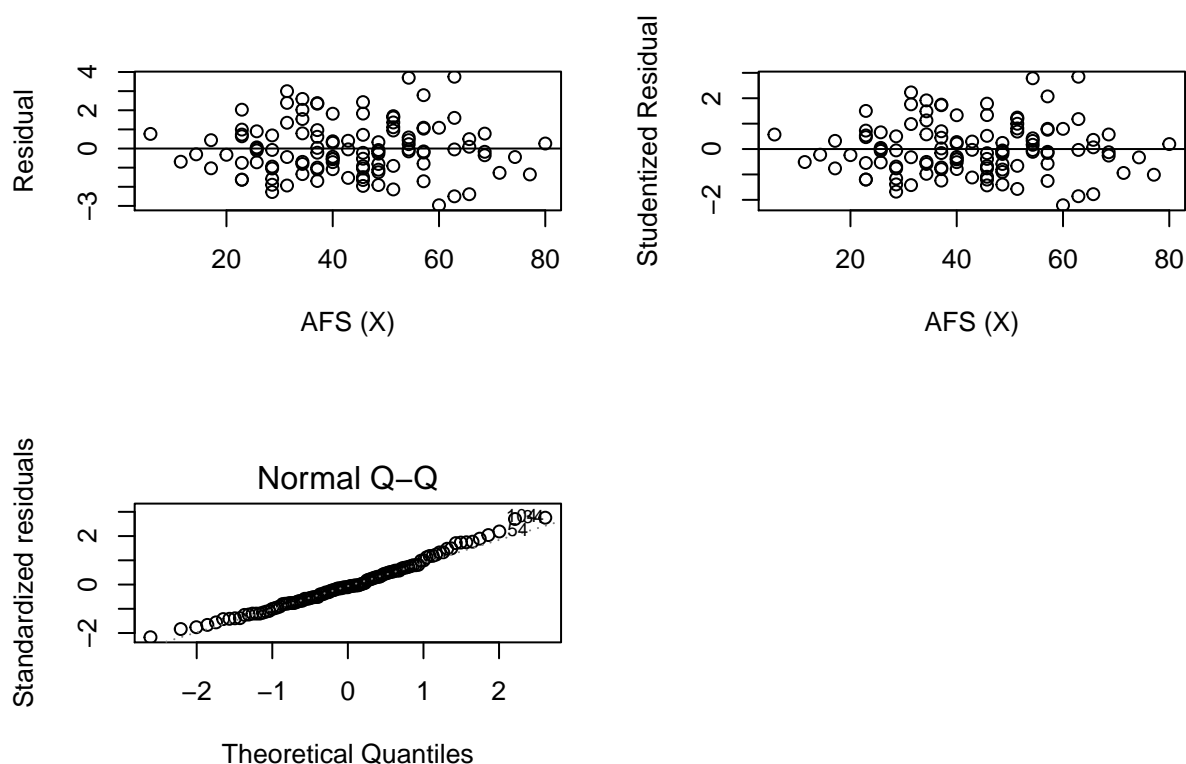 Residual
4
2
0
−3
20 40 60 80
AFS (X)
Studentized Residual
2
0
−2
20 40 60 80
AFS (X)
Normal Q−Q
Standardized residuals
2
0
−2
54
−2 −1 0 1 2
Theoretical Quantiles